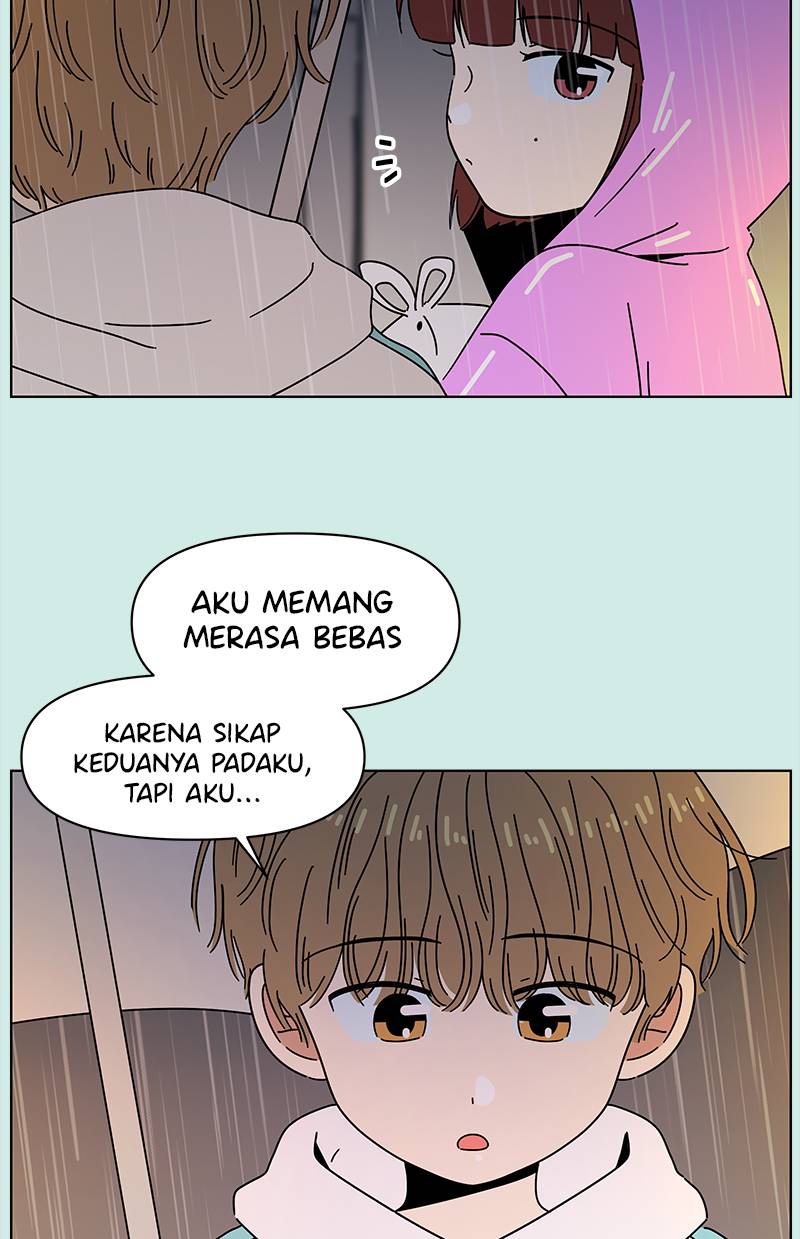 AKU MEMANG
MERASA BEBAS
KARENA SIKAP
KEDUANYA PADAKU,
TAPI AKU...